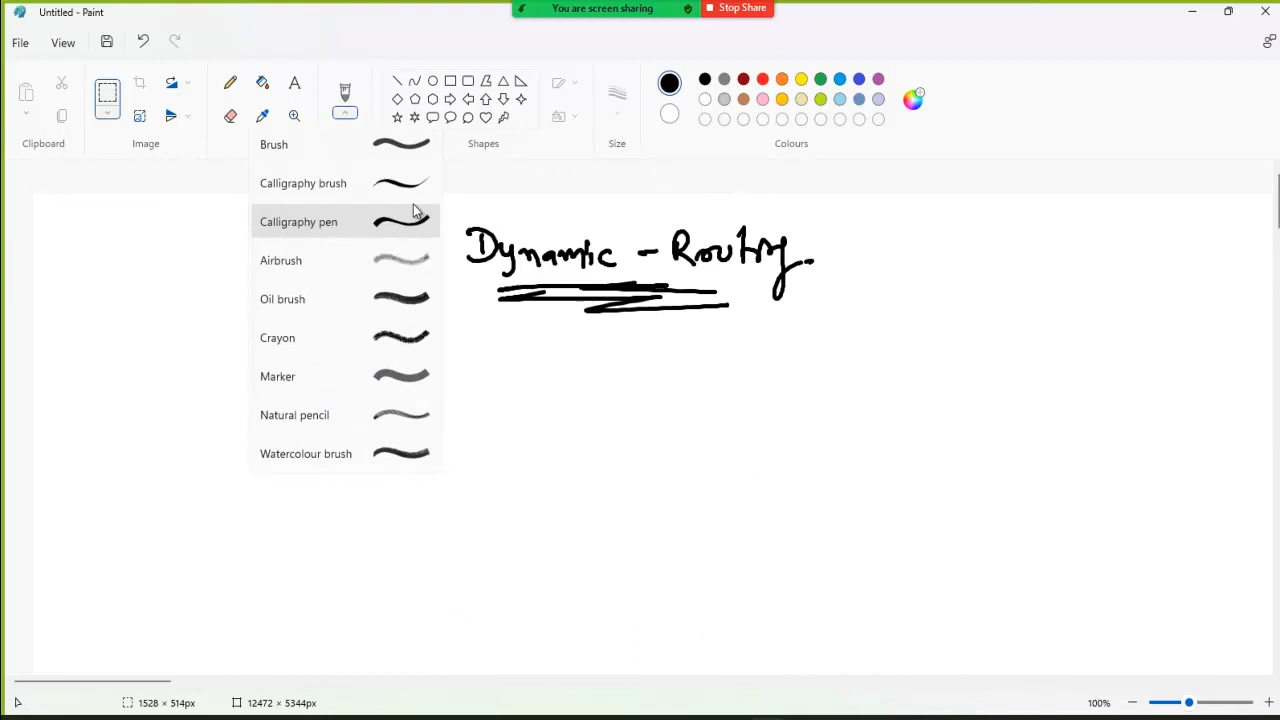 You are screen sharing Stop Share
Untitled - Paint
File View
Clipboard Image Shapes Size Colours
Brush
Calligraphy brush
Calligraphy pen
Airbrush
Oil brush
Crayon
Marker
Natural pencil
Watercolour brush
Dynamic - Routing.
1528 × 514px 12472 × 5344px 100%